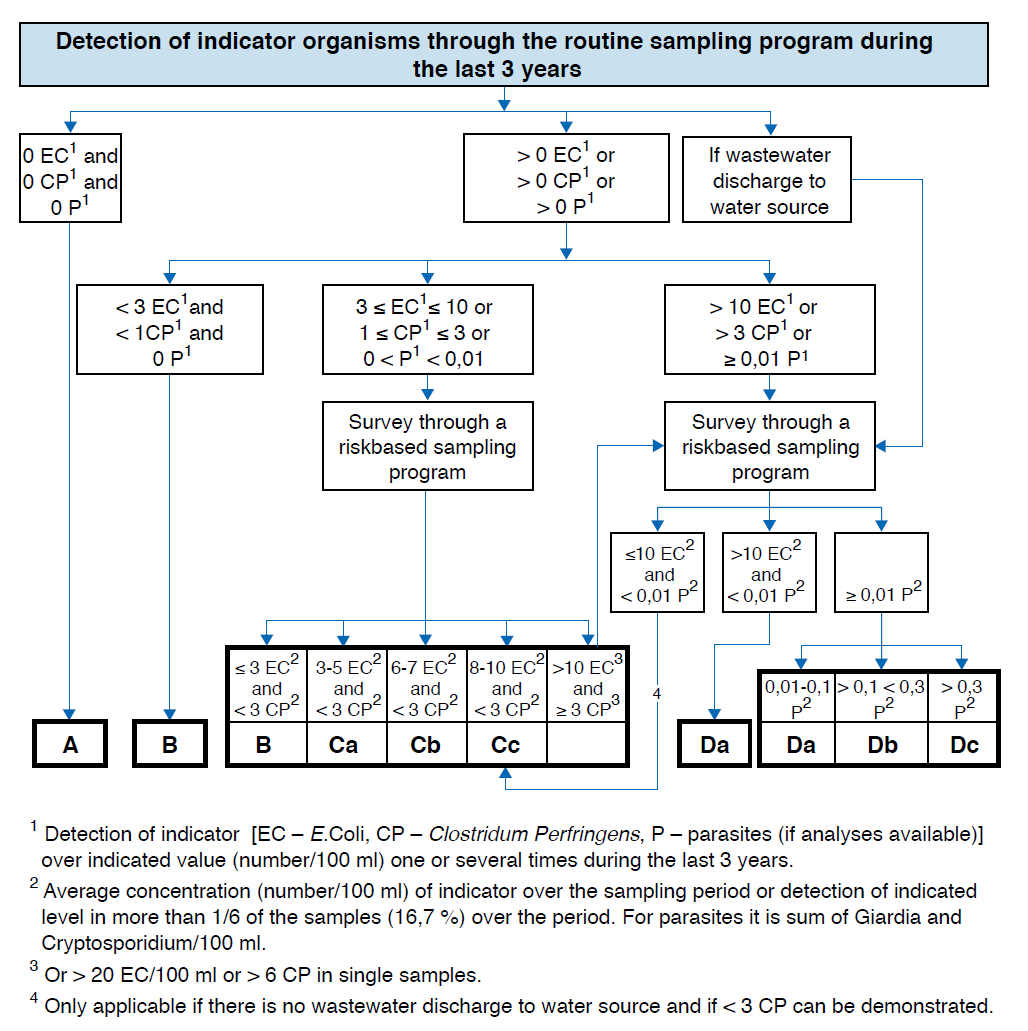 Detection of indicator organisms through the routine sampling program during
the last 3 years
0 EC¹ and
0 CP¹ and
0 P¹
> 0 EC¹ or
> 0 CP¹ or
> 0 P¹
If wastewater
discharge to
water source
< 3 EC¹and
< 1CP¹ and
0 P¹
3 ≤ EC¹≤ 10 or
1 ≤ CP¹ ≤ 3 or
0 < P¹ < 0,01
> 10 EC¹ or
> 3 CP¹ or
≥ 0,01 P¹
Survey through a
riskbased sampling
program
Survey through a
riskbased sampling
program
≤10 EC²
and
< 0,01 P²
>10 EC²
and
< 0,01 P²
≥ 0,01 P²
≤ 3 EC²
and
< 3 CP²
3-5 EC²
and
< 3 CP²
6-7 EC²
and
< 3 CP²
8-10 EC²
and
< 3 CP²
>10 EC³
and
≥ 3 CP³
4
0,01-0,1
P²
> 0,1 < 0,3
P²
> 0,3
P²
A
B
B
Ca
Cb
Cc
Da
Da
Db
Dc
¹ Detection of indicator [EC – E.Coli, CP – Clostridum Perfringens, P – parasites (if analyses available)]
over indicated value (number/100 ml) one or several times during the last 3 years.
² Average concentration (number/100 ml) of indicator over the sampling period or detection of indicated
level in more than 1/6 of the samples (16,7 %) over the period. For parasites it is sum of Giardia and
Cryptosporidium/100 ml.
³ Or > 20 EC/100 ml or > 6 CP in single samples.
⁴ Only applicable if there is no wastewater discharge to water source and if < 3 CP can be demonstrated.